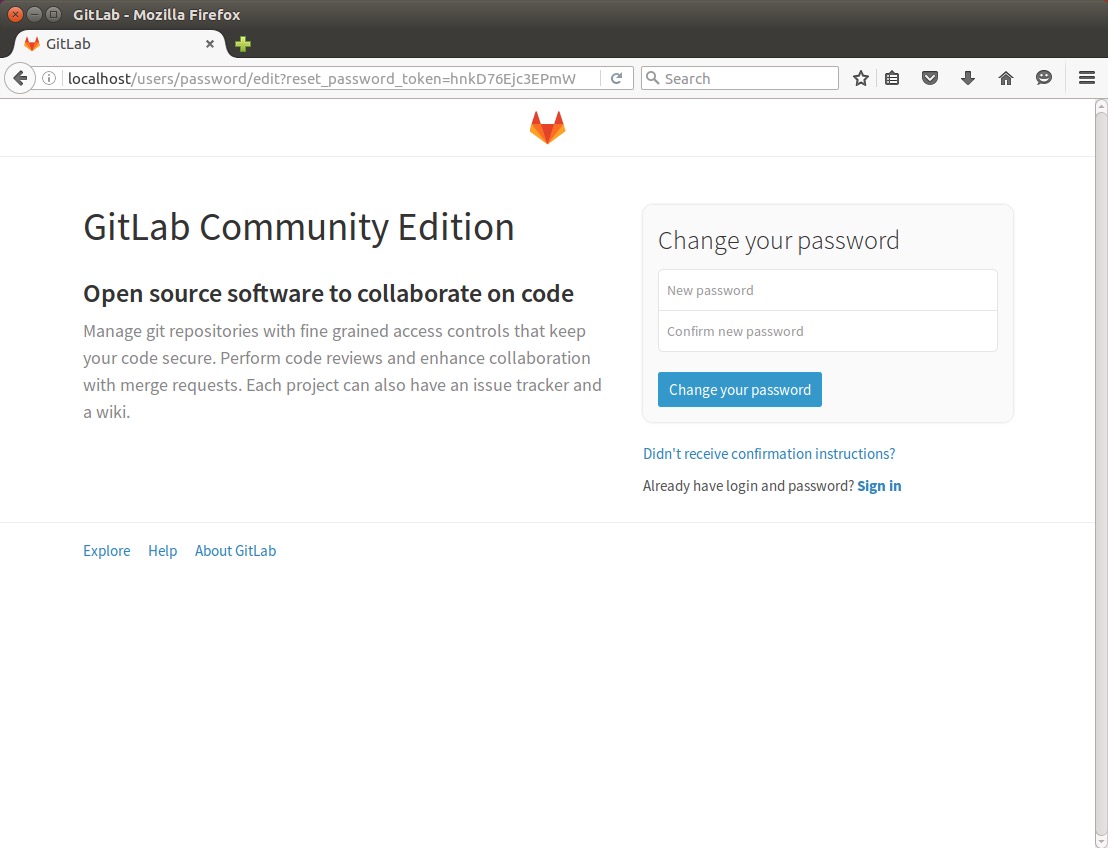 GitLab - Mozilla Firefox
GitLab
localhost/users/password/edit?reset_password_token=hnkD76Ejc3EPmW
Search
GitLab Community Edition
Open source software to collaborate on code
Manage git repositories with fine grained access controls that keep
your code secure. Perform code reviews and enhance collaboration
with merge requests. Each project can also have an issue tracker and
a wiki.
Change your password
New password
Confirm new password
Change your password
Didn't receive confirmation instructions?
Already have login and password? Sign in
Explore Help About GitLab